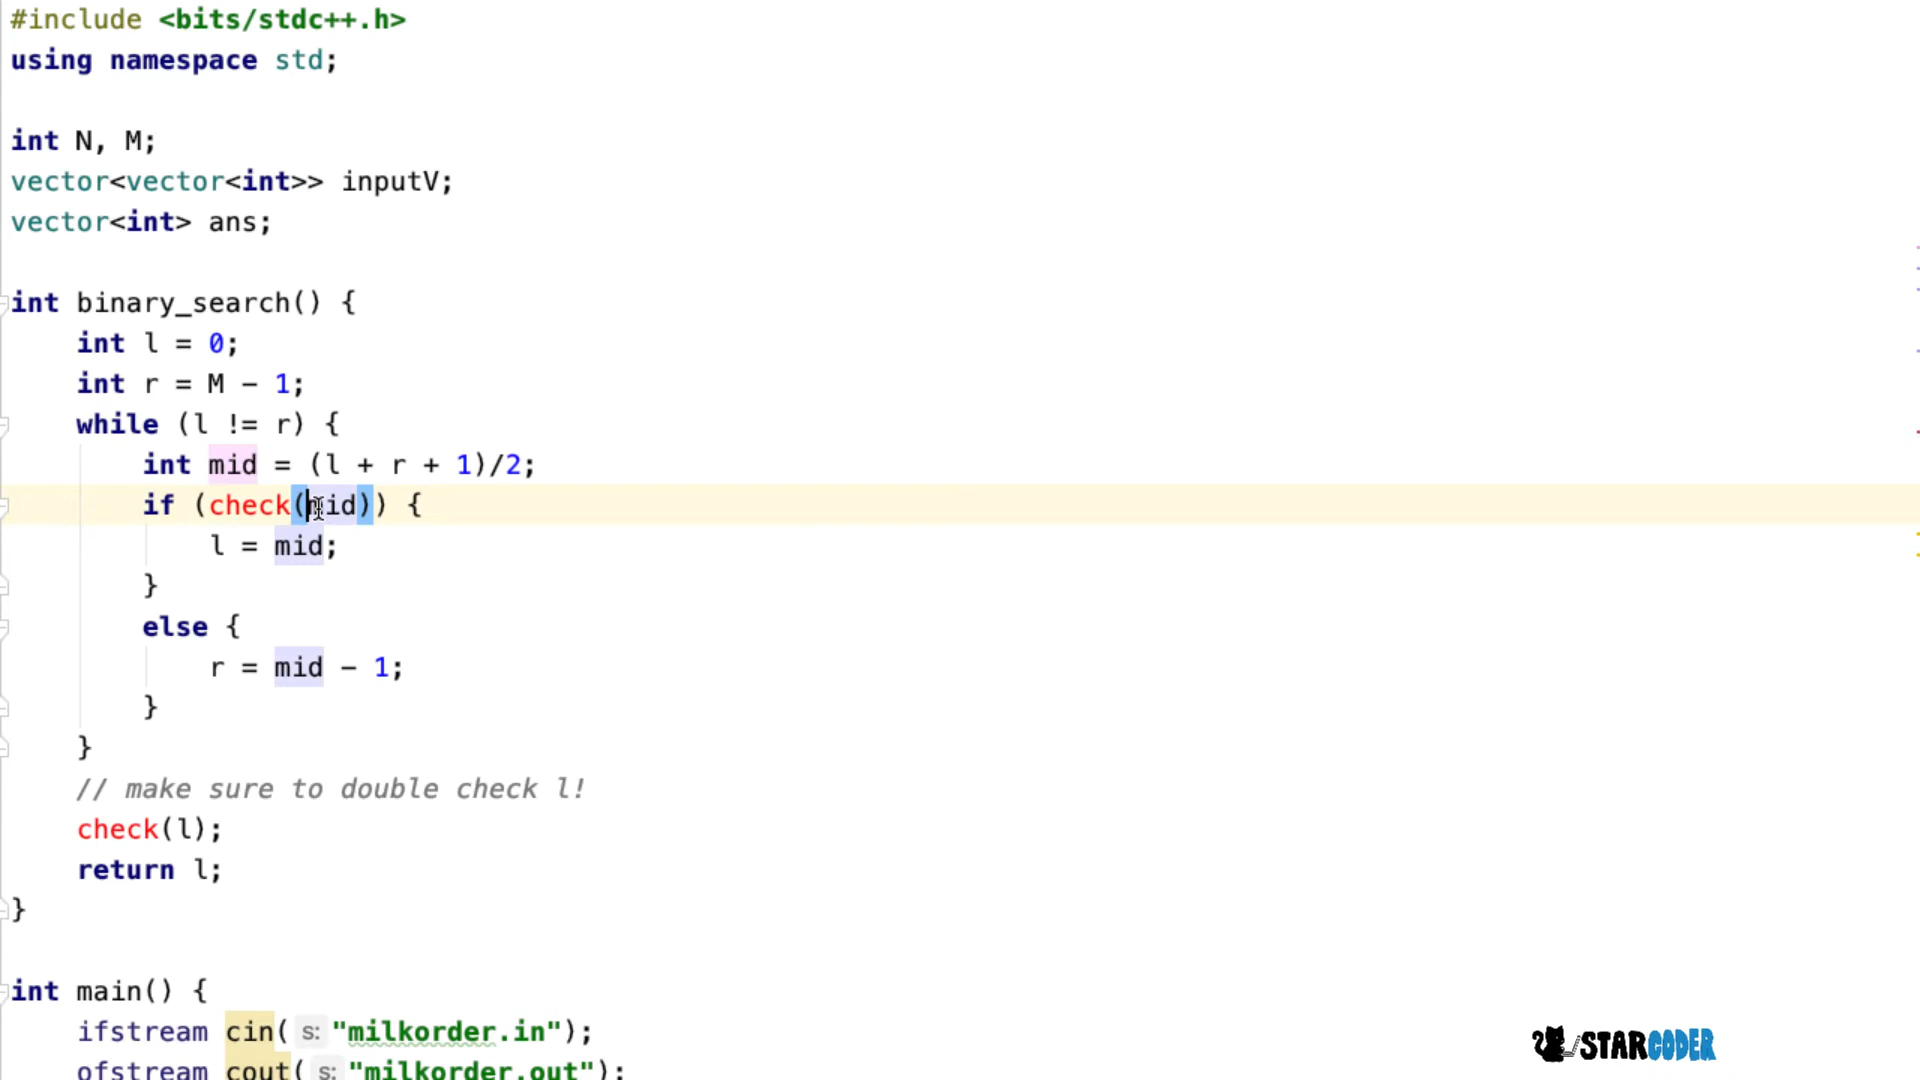 #include <bits/stdc++.h>
using namespace std;
int N, M;
vector<vector<int>> inputV;
vector<int> ans;
int binary_search() {
int l = 0;
int r = M - 1;
while (l != r) {
int mid = (l + r + 1)/2;
if (check(mid)) {
l = mid;
}
else {
r = mid - 1;
}
}
// make sure to double check l!
check(l);
return l;
}
int main() {
ifstream cin( s: "milkorder.in");
ofstream cout( s: "milkorder.out");
STARCODER